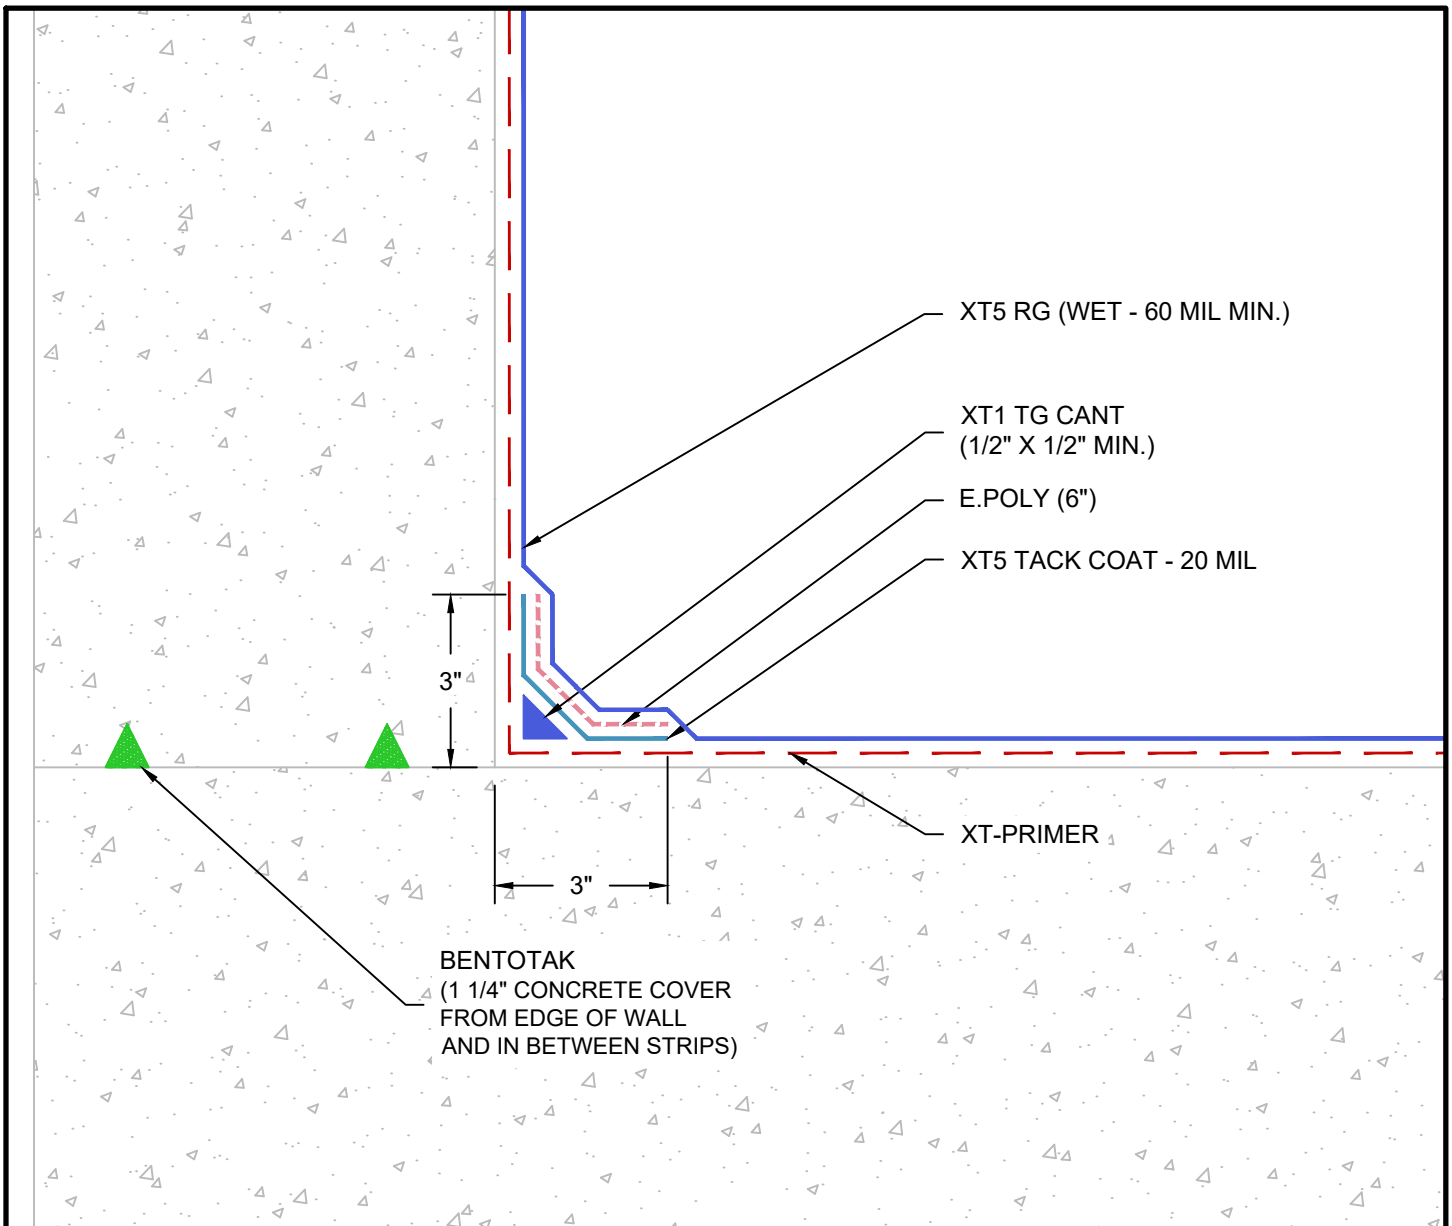 XT5 RG (WET - 60 MIL MIN.)
XT1 TG CANT
(1/2" X 1/2" MIN.)
E.POLY (6")
XT5 TACK COAT - 20 MIL
3"
XT-PRIMER
3"
BENTOTAK
(1 1/4" CONCRETE COVER
FROM EDGE OF WALL
AND IN BETWEEN STRIPS)